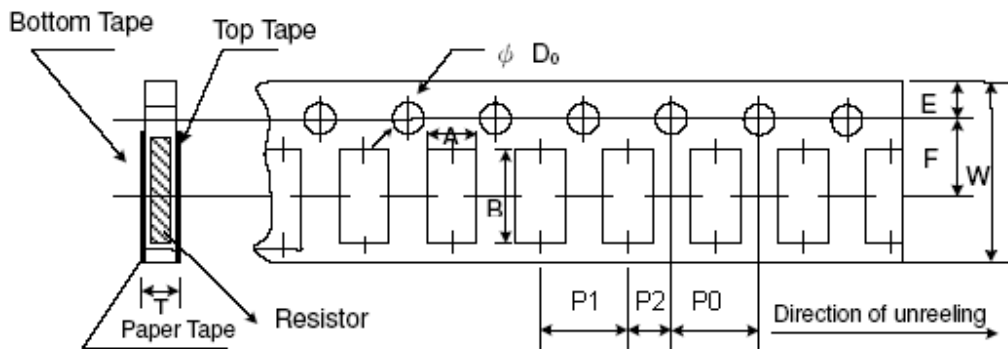 Bottom Tape
Top Tape
ϕ D₀
E
A
F
W
B
T
P1
P2
P0
Resistor
Direction of unreeling
Paper Tape